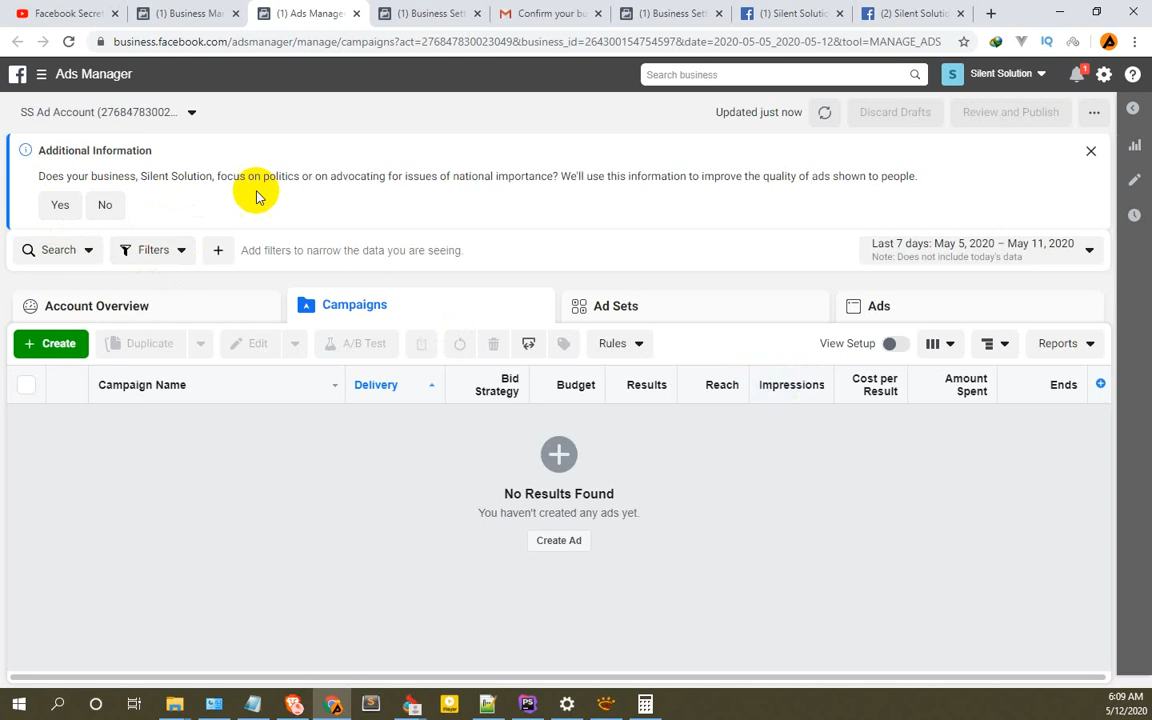 Facebook Secret
(1) Business Ma
(1) Ads Manage
(1) Business Set
Confirm your bu
(1) Business Set
(1) Silent Solutio
(2) Silent Solutio
business.facebook.com/adsmanager/manage/campaigns?act=276847830023049&business_id=264300154754597&date=2020-05-05_2020-05-12&tool=MANAGE_ADS
IQ
Ads Manager
Search business
S
Silent Solution
1
SS Ad Account (27684783002...
Updated just now
Discard Drafts
Review and Publish
Additional Information
Does your business, Silent Solution, focus on politics or on advocating for issues of national importance? We'll use this information to improve the quality of ads shown to people.
Yes
No
Search
Filters
Add filters to narrow the data you are seeing.
Last 7 days: May 5, 2020 – May 11, 2020
Note: Does not include today's data
Account Overview
Campaigns
Ad Sets
Ads
Create
Duplicate
Edit
A/B Test
Rules
View Setup
Reports
Campaign Name
Delivery
Bid Strategy
Budget
Results
Reach
Impressions
Cost per Result
Amount Spent
Ends
No Results Found
You haven't created any ads yet.
Create Ad
6:09 AM
5/12/2020